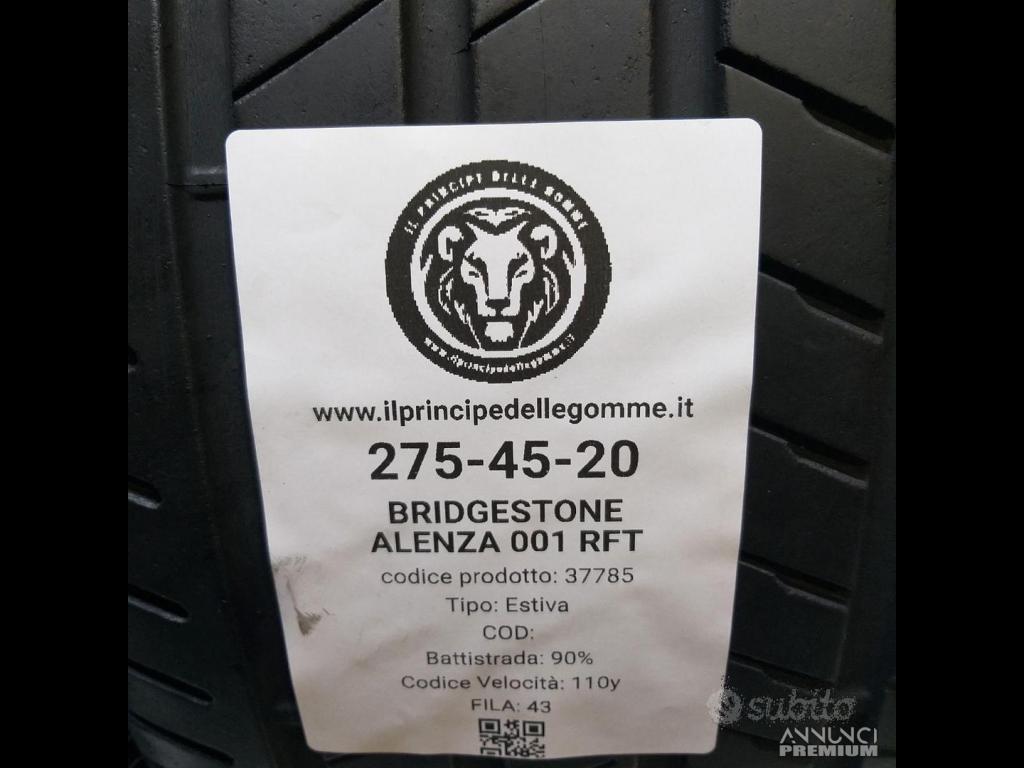 IL PRINCIPE DELLE GOMME
www.ilprincipedellegomme.it
www.ilprincipedellegomme.it
275-45-20
BRIDGESTONE
ALENZA 001 RFT
codice prodotto: 37785
Tipo: Estiva
COD:
Battistrada: 90%
Codice Velocità: 110y
FILA: 43
subito
ANNUNCI
PREMIUM